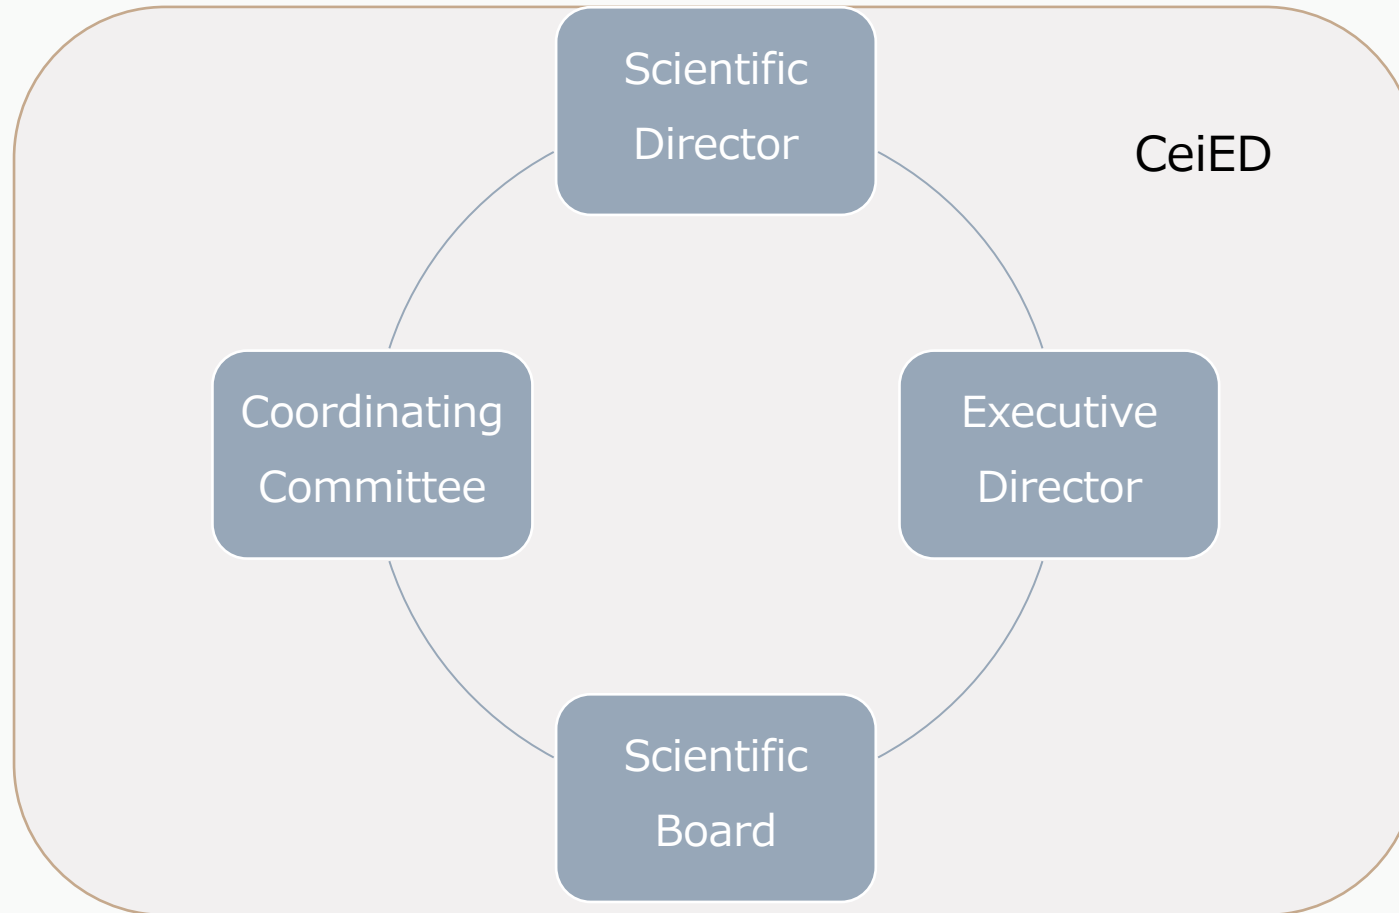 Scientific
Director
CeiED
Coordinating
Committee
Executive
Director
Scientific
Board